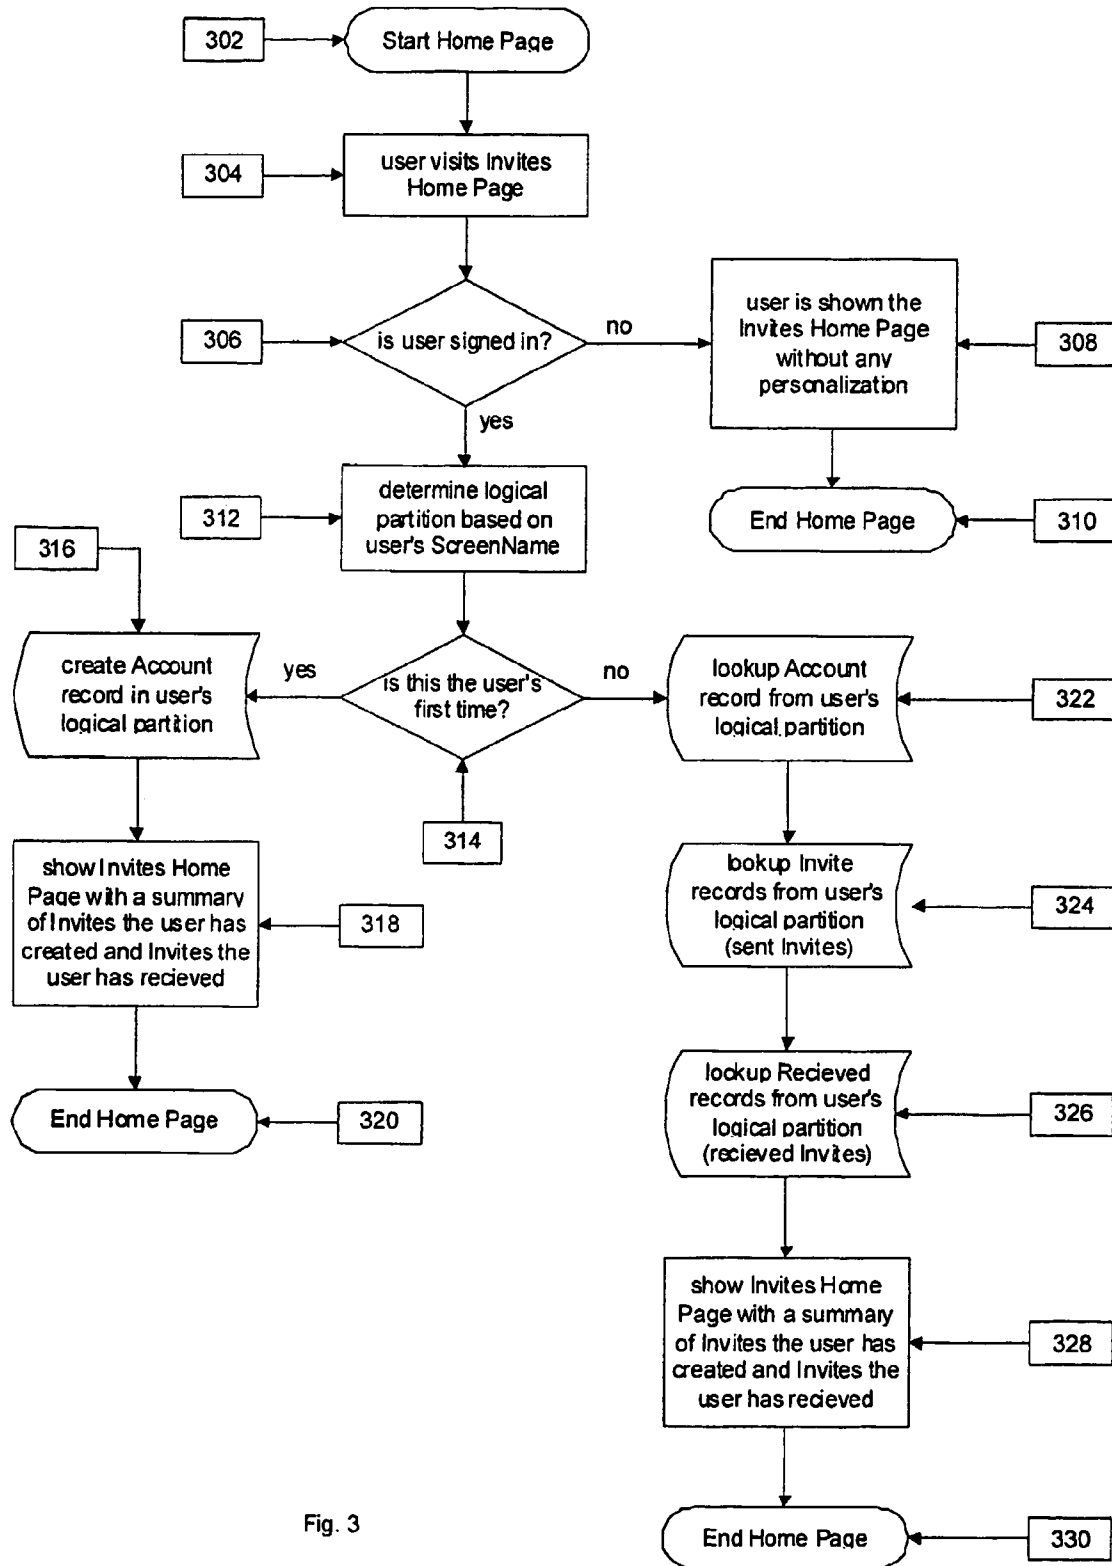 302
Start Home Page
304
user visits Invites
Home Page
306
is user signed in?
no
user is shown the
Invites Home Page
without any
personalization
308
yes
312
determine logical
partition based on
user's ScreenName
End Home Page
310
316
create Account
record in user's
logical partition
yes
is this the user's
first time?
no
lookup Account
record from user's
logical partition
322
314
show Invites Home
Page with a summary
of Invites the user has
created and Invites the
user has recieved
318
lookup Invite
records from user's
logical partition
(sent Invites)
324
End Home Page
320
lookup Recieved
records from user's
logical partition
(recieved Invites)
326
show Invites Home
Page with a summary
of Invites the user has
created and Invites the
user has recieved
328
Fig. 3
End Home Page
330